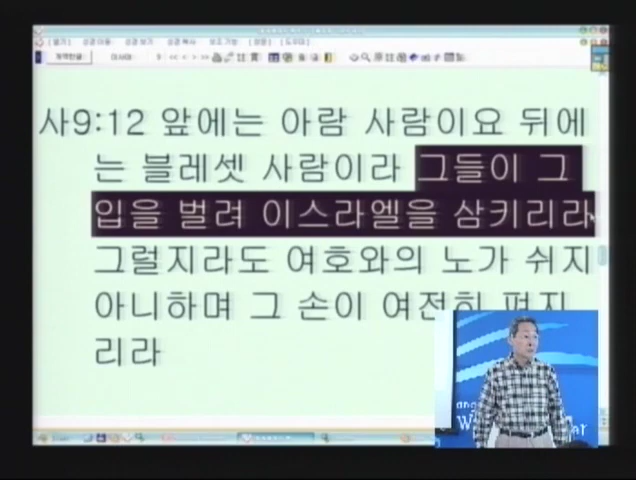 사9:12 앞에는 아람 사람이요 뒤에
는 블레셋 사람이라 그들이 그
입을 벌려 이스라엘을 삼키리라
그럴지라도 여호와의 노가 쉬지
아니하며 그 손이 여전히 펴지
리라